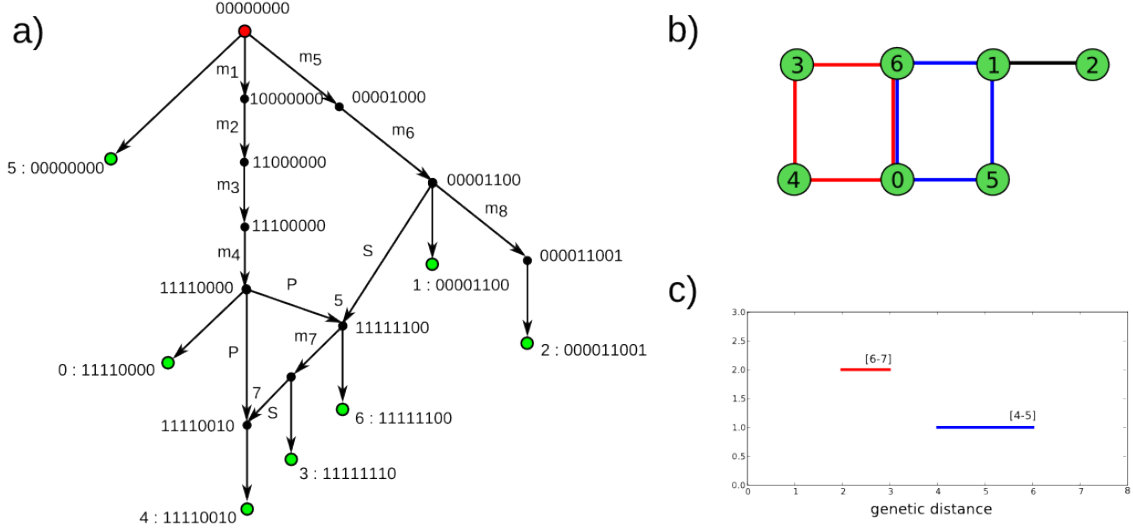 a)
00000000
m1
m5
10000000
00001000
m2
m6
5 : 00000000
11000000
00001100
m3
m8
11100000
S
000011001
m4
1 : 00001100
11110000
P
5
11111100
m7
2 : 000011001
0 : 11110000
P
7
S
6 : 11111100
11110010
3 : 11111110
4 : 11110010
b)
3 6 1 2
4 0 5
c)
3.0
2.5
[6-7]
2.0
1.5
[4-5]
1.0
0.5
0.0
0 1 2 3 4 5 6 7 8
genetic distance